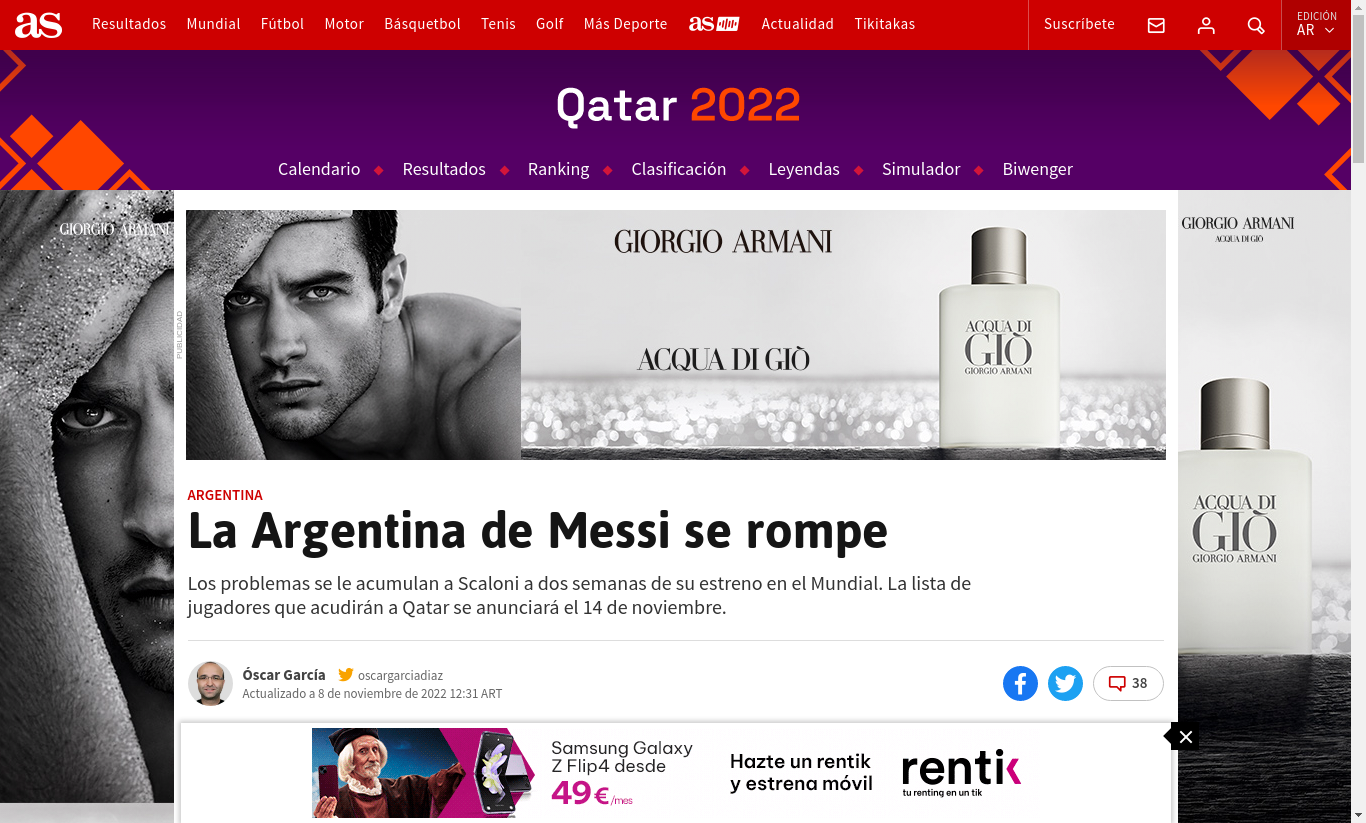 as
Resultados
Mundial
Fútbol
Motor
Básquetbol
Tenis
Golf
Más Deporte
as
Actualidad
Tikitakas
Suscríbete
EDICIÓN
AR
Qatar 2022
Calendario
Resultados
Ranking
Clasificación
Leyendas
Simulador
Biwenger
GIORGIO ARMANI
PUBLICIDAD
GIORGIO ARMANI
ACQUA DI GIÒ
ACQUA DI
GIÒ
GIORGIO ARMANI
GIORGIO ARMANI
ACQUA DI GIÒ
ACQUA DI
GIÒ
GIORGIO ARMANI
ARGENTINA
La Argentina de Messi se rompe
Los problemas se le acumulan a Scaloni a dos semanas de su estreno en el Mundial. La lista de
jugadores que acudirán a Qatar se anunciará el 14 de noviembre.
Óscar García
oscargarciadiaz
Actualizado a 8 de noviembre de 2022 12:31 ART
38
Samsung Galaxy
Z Flip4 desde
49€/mes
Hazte un rentik
y estrena móvil
rentik
tu renting en un tik